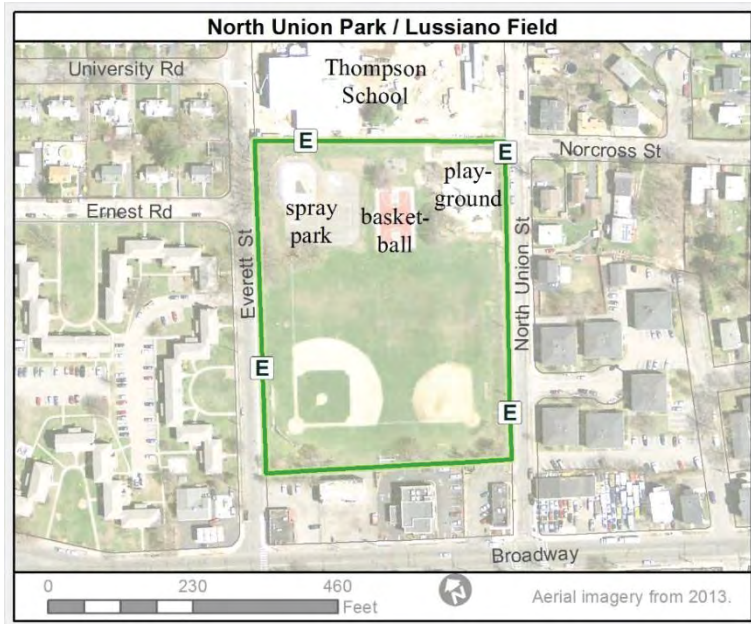 North Union Park / Lussiano Field
University Rd
Thompson
School
E
E
Norcross St
play-
ground
spray
park
basket-
ball
Ernest Rd
Everett St
North Union St
E
E
Broadway
0
230
460
Feet
N
Aerial imagery from 2013.